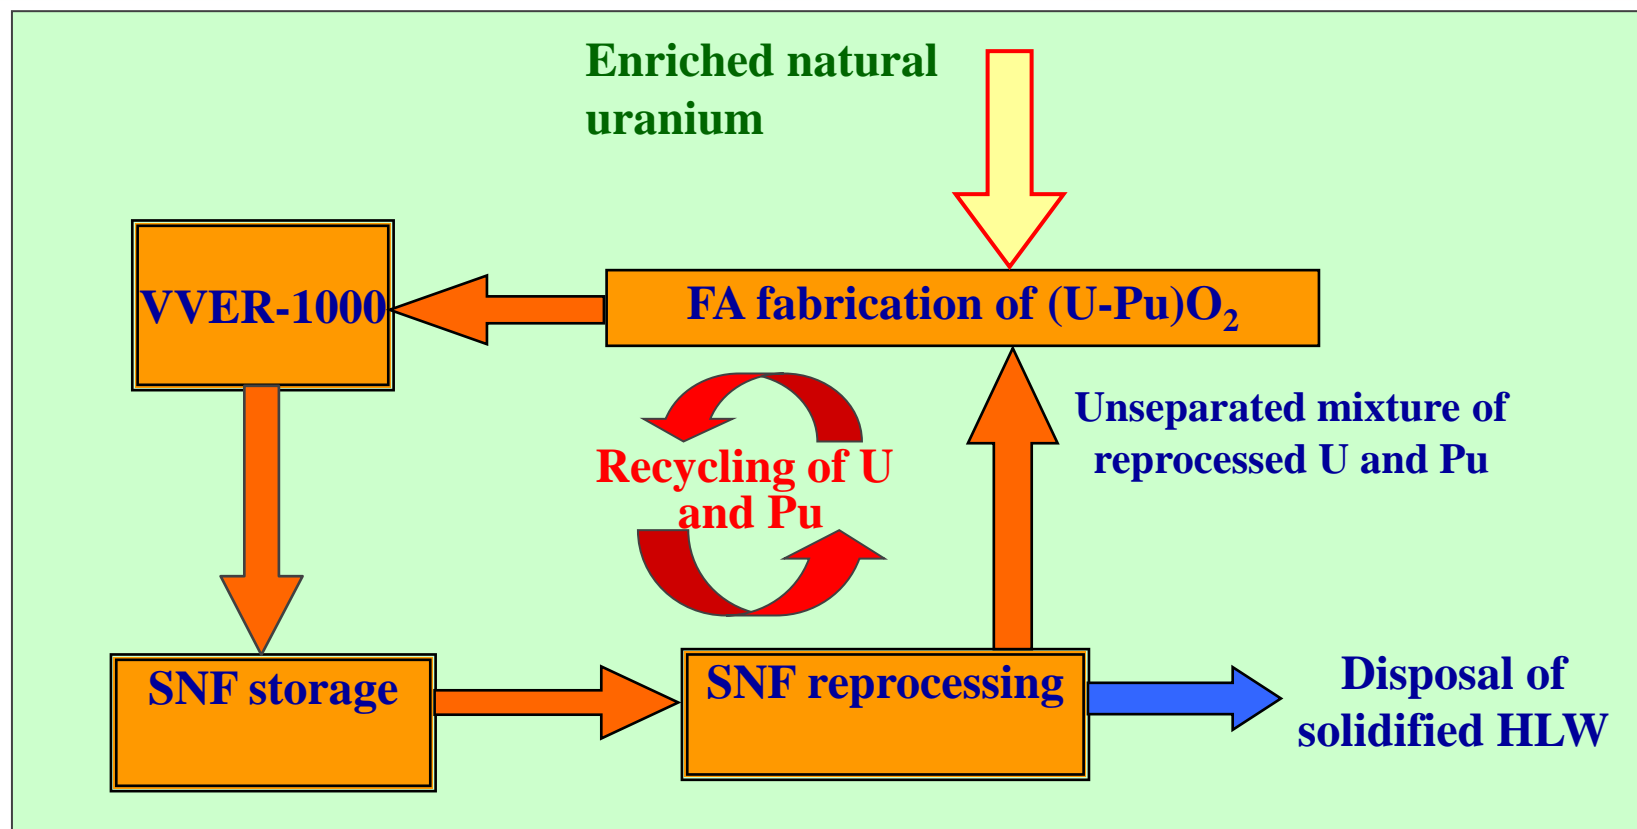 Enriched natural
uranium
VVER-1000
FA fabrication of (U-Pu)O₂
Unseparated mixture of
reprocessed U and Pu
Recycling of U
and Pu
SNF storage
SNF reprocessing
Disposal of
solidified HLW